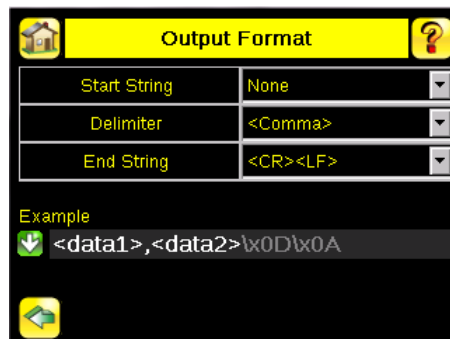 Output Format
?
Start String None
Delimiter <Comma>
End String <CR><LF>
Example
<data1>,<data2>\x0D\x0A